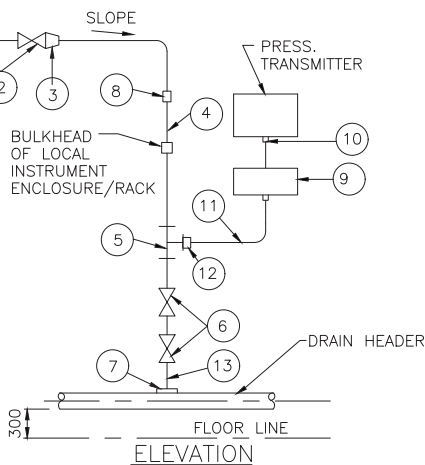 SLOPE
PRESS.
TRANSMITTER
2
3
8
4
10
BULKHEAD
OF LOCAL
INSTRUMENT
ENCLOSURE/RACK
9
11
5
12
6
7
13
DRAIN HEADER
300
FLOOR LINE
ELEVATION